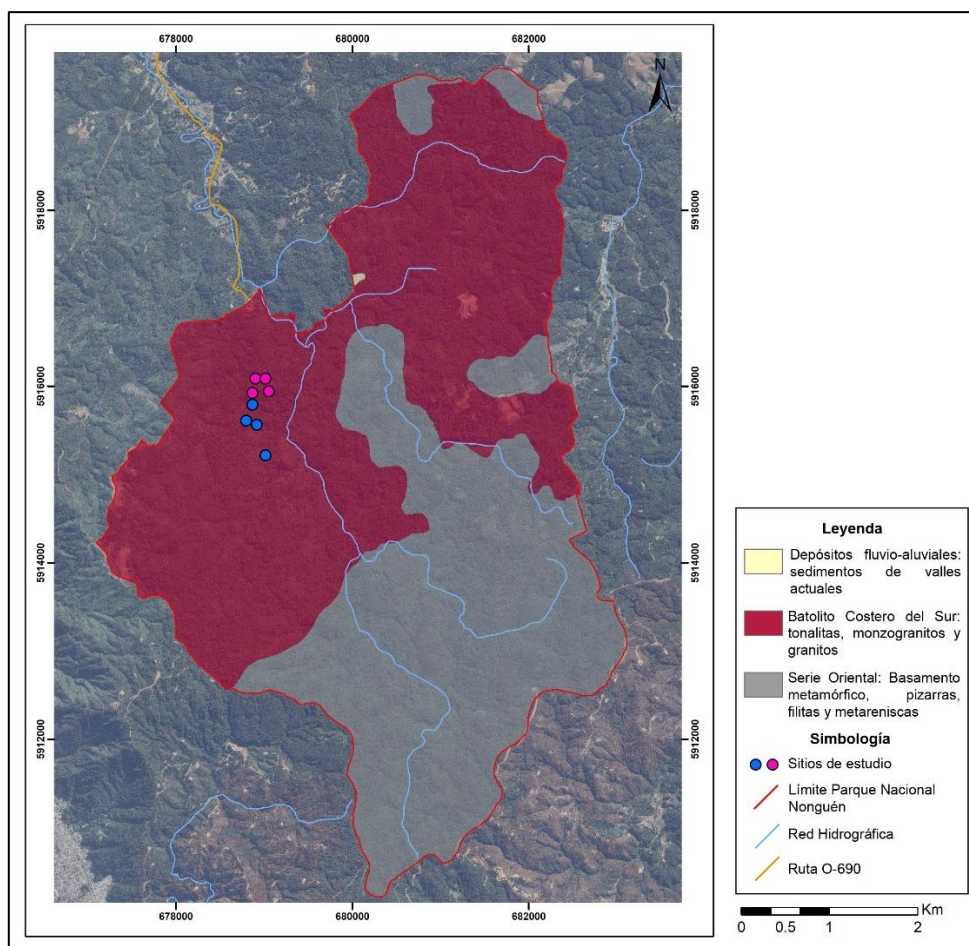 678000
680000
682000
N
5918000
5918000
5916000
5916000
5914000
5914000
5912000
5912000
678000
680000
682000
Leyenda
Depósitos fluvio-aluviales:
sedimentos de valles
actuales
Batolito Costero del Sur:
tonalitas, monzogranitos y
granitos
Serie Oriental: Basamento
metamórfico, pizarras,
filitas y metareniscas
Simbología
Sitios de estudio
Límite Parque Nacional
Nonguén
Red Hidrográfica
Ruta O-690
Km
0 0.5 1 2